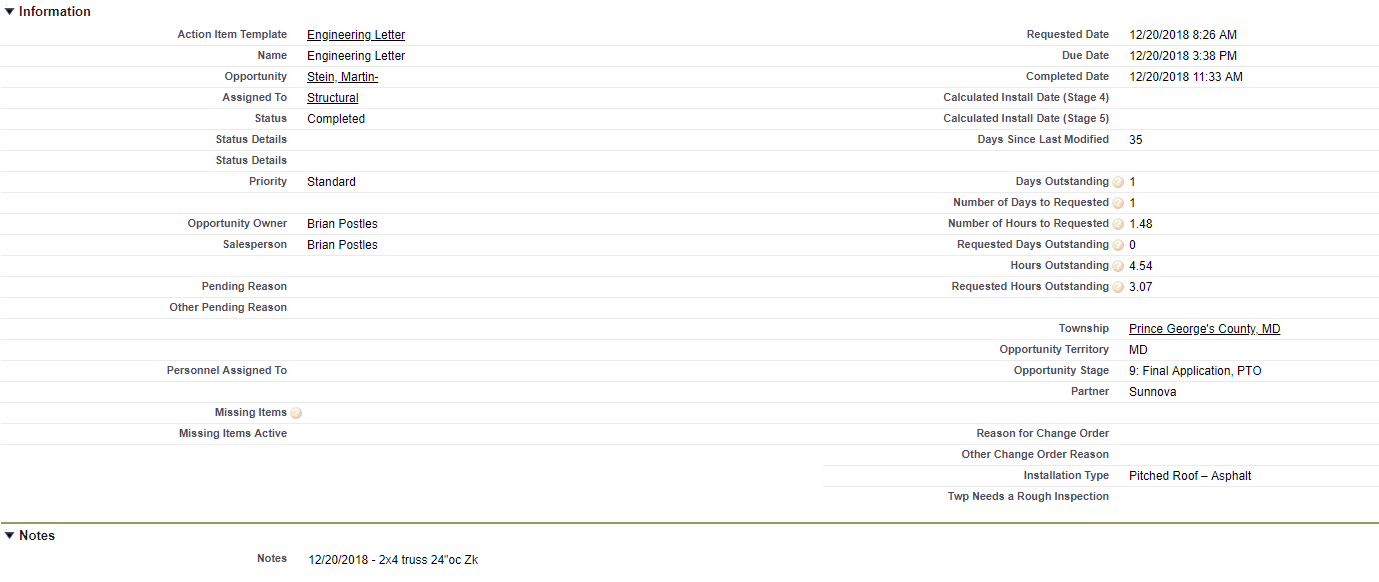 Information
Action Item Template Engineering Letter Requested Date 12/20/2018 8:26 AM
Name Engineering Letter Due Date 12/20/2018 3:38 PM
Opportunity Stein, Martin- Completed Date 12/20/2018 11:33 AM
Assigned To Structural Calculated Install Date (Stage 4)
Status Completed Calculated Install Date (Stage 5)
Status Details Days Since Last Modified 35
Status Details
Priority Standard Days Outstanding ? 1
Number of Days to Requested ? 1
Opportunity Owner Brian Postles Number of Hours to Requested ? 1.48
Salesperson Brian Postles Requested Days Outstanding ? 0
Hours Outstanding ? 4.54
Pending Reason Requested Hours Outstanding ? 3.07
Other Pending Reason
Township Prince George's County, MD
Opportunity Territory MD
Personnel Assigned To Opportunity Stage 9: Final Application, PTO
Partner Sunnova
Missing Items ?
Missing Items Active Reason for Change Order
Other Change Order Reason
Installation Type Pitched Roof – Asphalt
Twp Needs a Rough Inspection
Notes
Notes 12/20/2018 - 2x4 truss 24"oc Zk